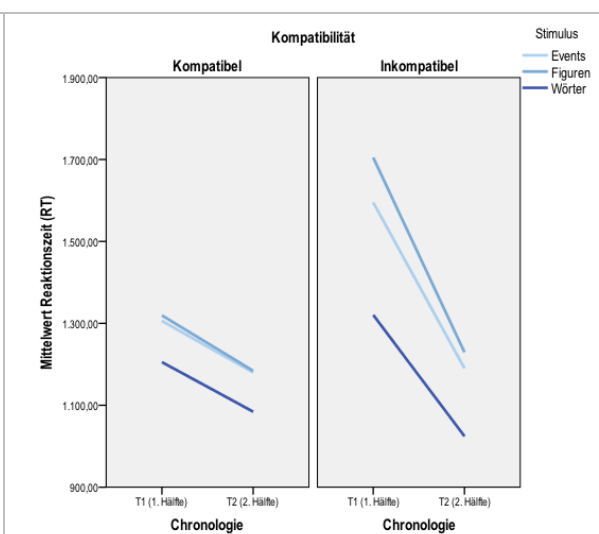 Kompatibilität
Kompatibel
Inkompatibel
Stimulus
Events
Figuren
Wörter
Mittelwert Reaktionszeit (RT)
1.900,00
1.700,00
1.500,00
1.300,00
1.100,00
900,00
T1 (1. Hälfte) T2 (2. Hälfte)
T1 (1. Hälfte) T2 (2. Hälfte)
Chronologie
Chronologie